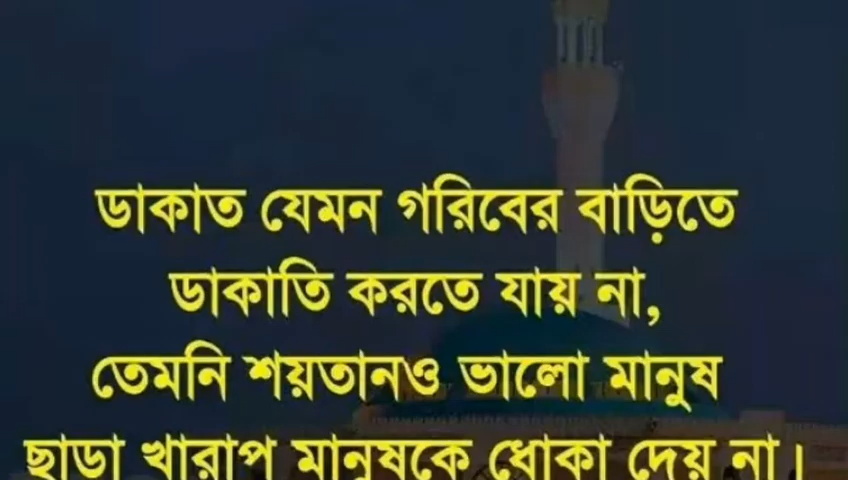 ডাকাত যেমন গরিবের বাড়িতে
ডাকাতি করতে যায় না,
তেমনি শয়তানও ভালো মানুষ
ছাড়া খারাপ মানুষকে ধোকা দেয় না।